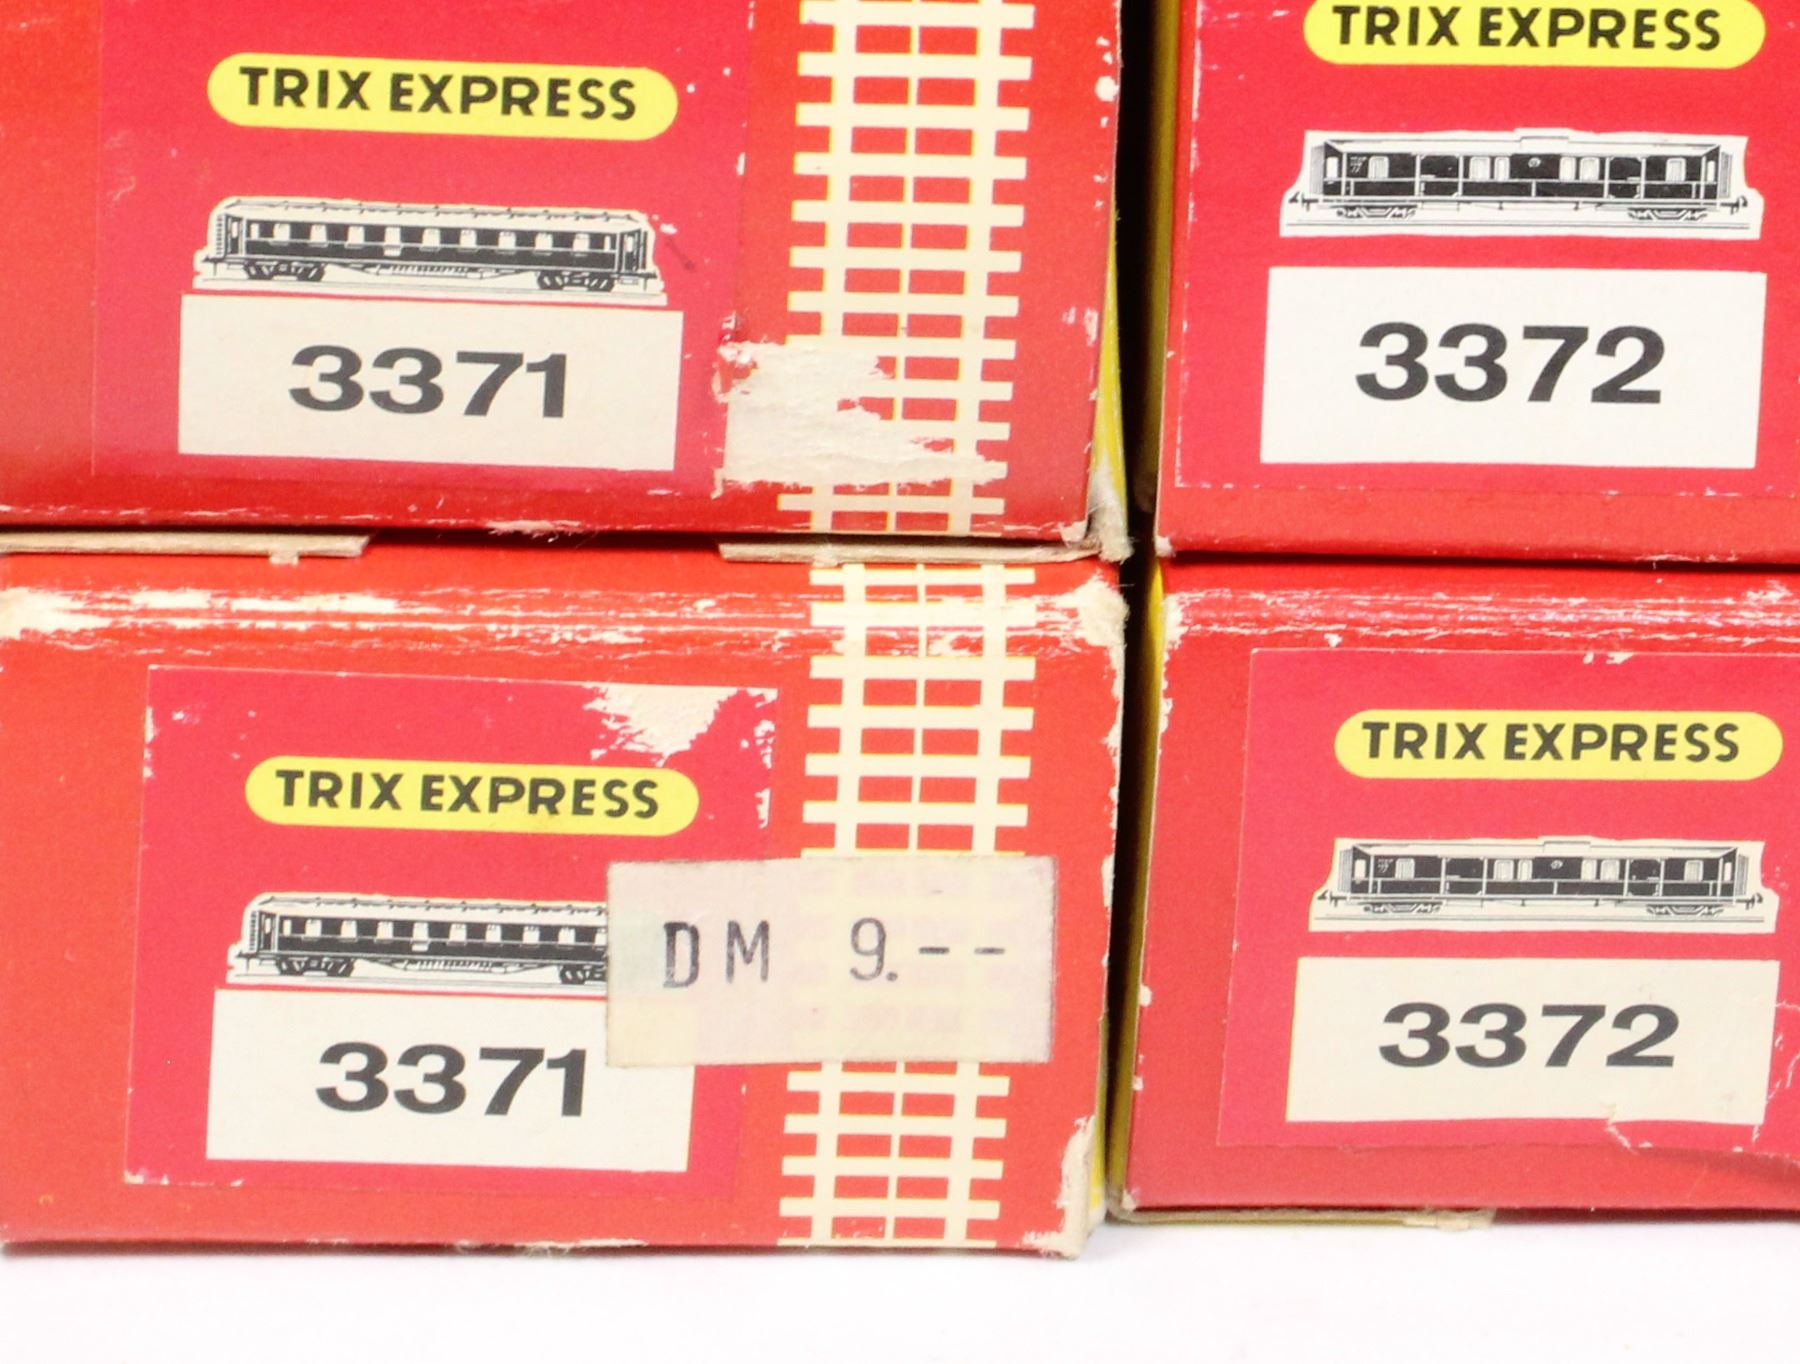 TRIX EXPRESS
3371
TRIX EXPRESS
3372
TRIX EXPRESS
DM 9.--
3371
TRIX EXPRESS
3372